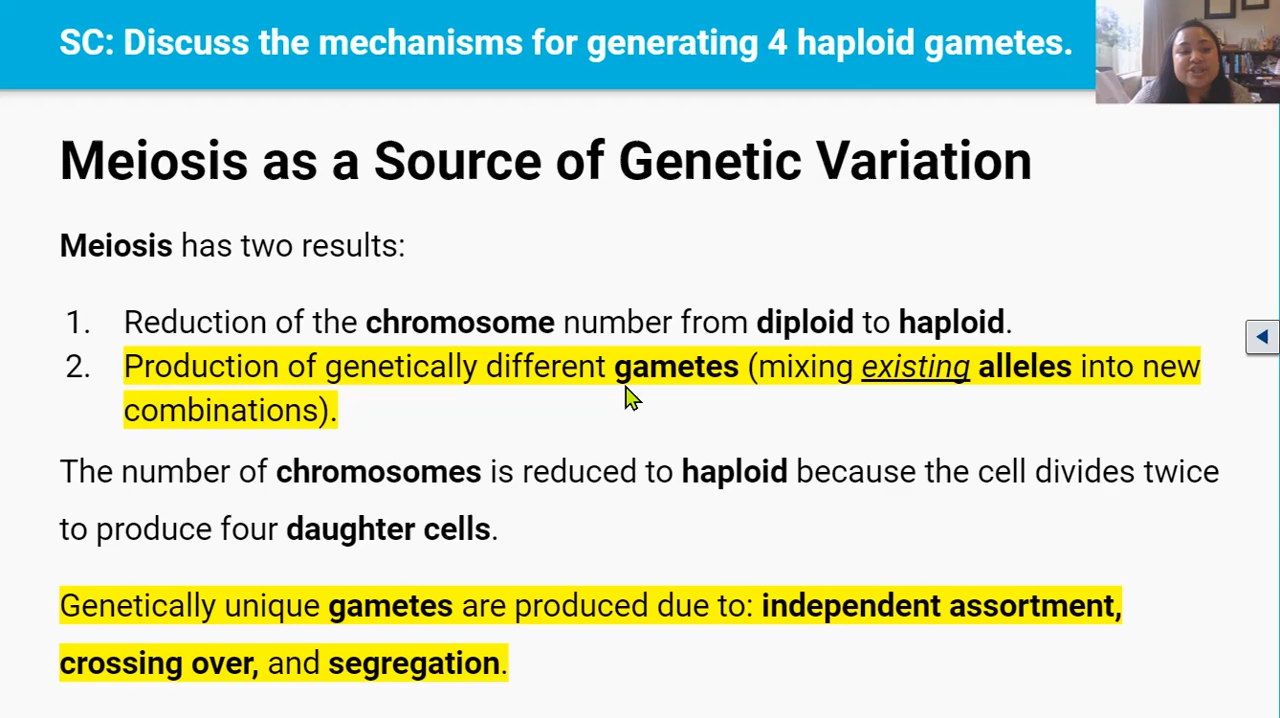 SC: Discuss the mechanisms for generating 4 haploid gametes.
Meiosis as a Source of Genetic Variation
Meiosis has two results:
1. Reduction of the chromosome number from diploid to haploid.
2. Production of genetically different gametes (mixing existing alleles into new
combinations).
The number of chromosomes is reduced to haploid because the cell divides twice
to produce four daughter cells.
Genetically unique gametes are produced due to: independent assortment,
crossing over, and segregation.